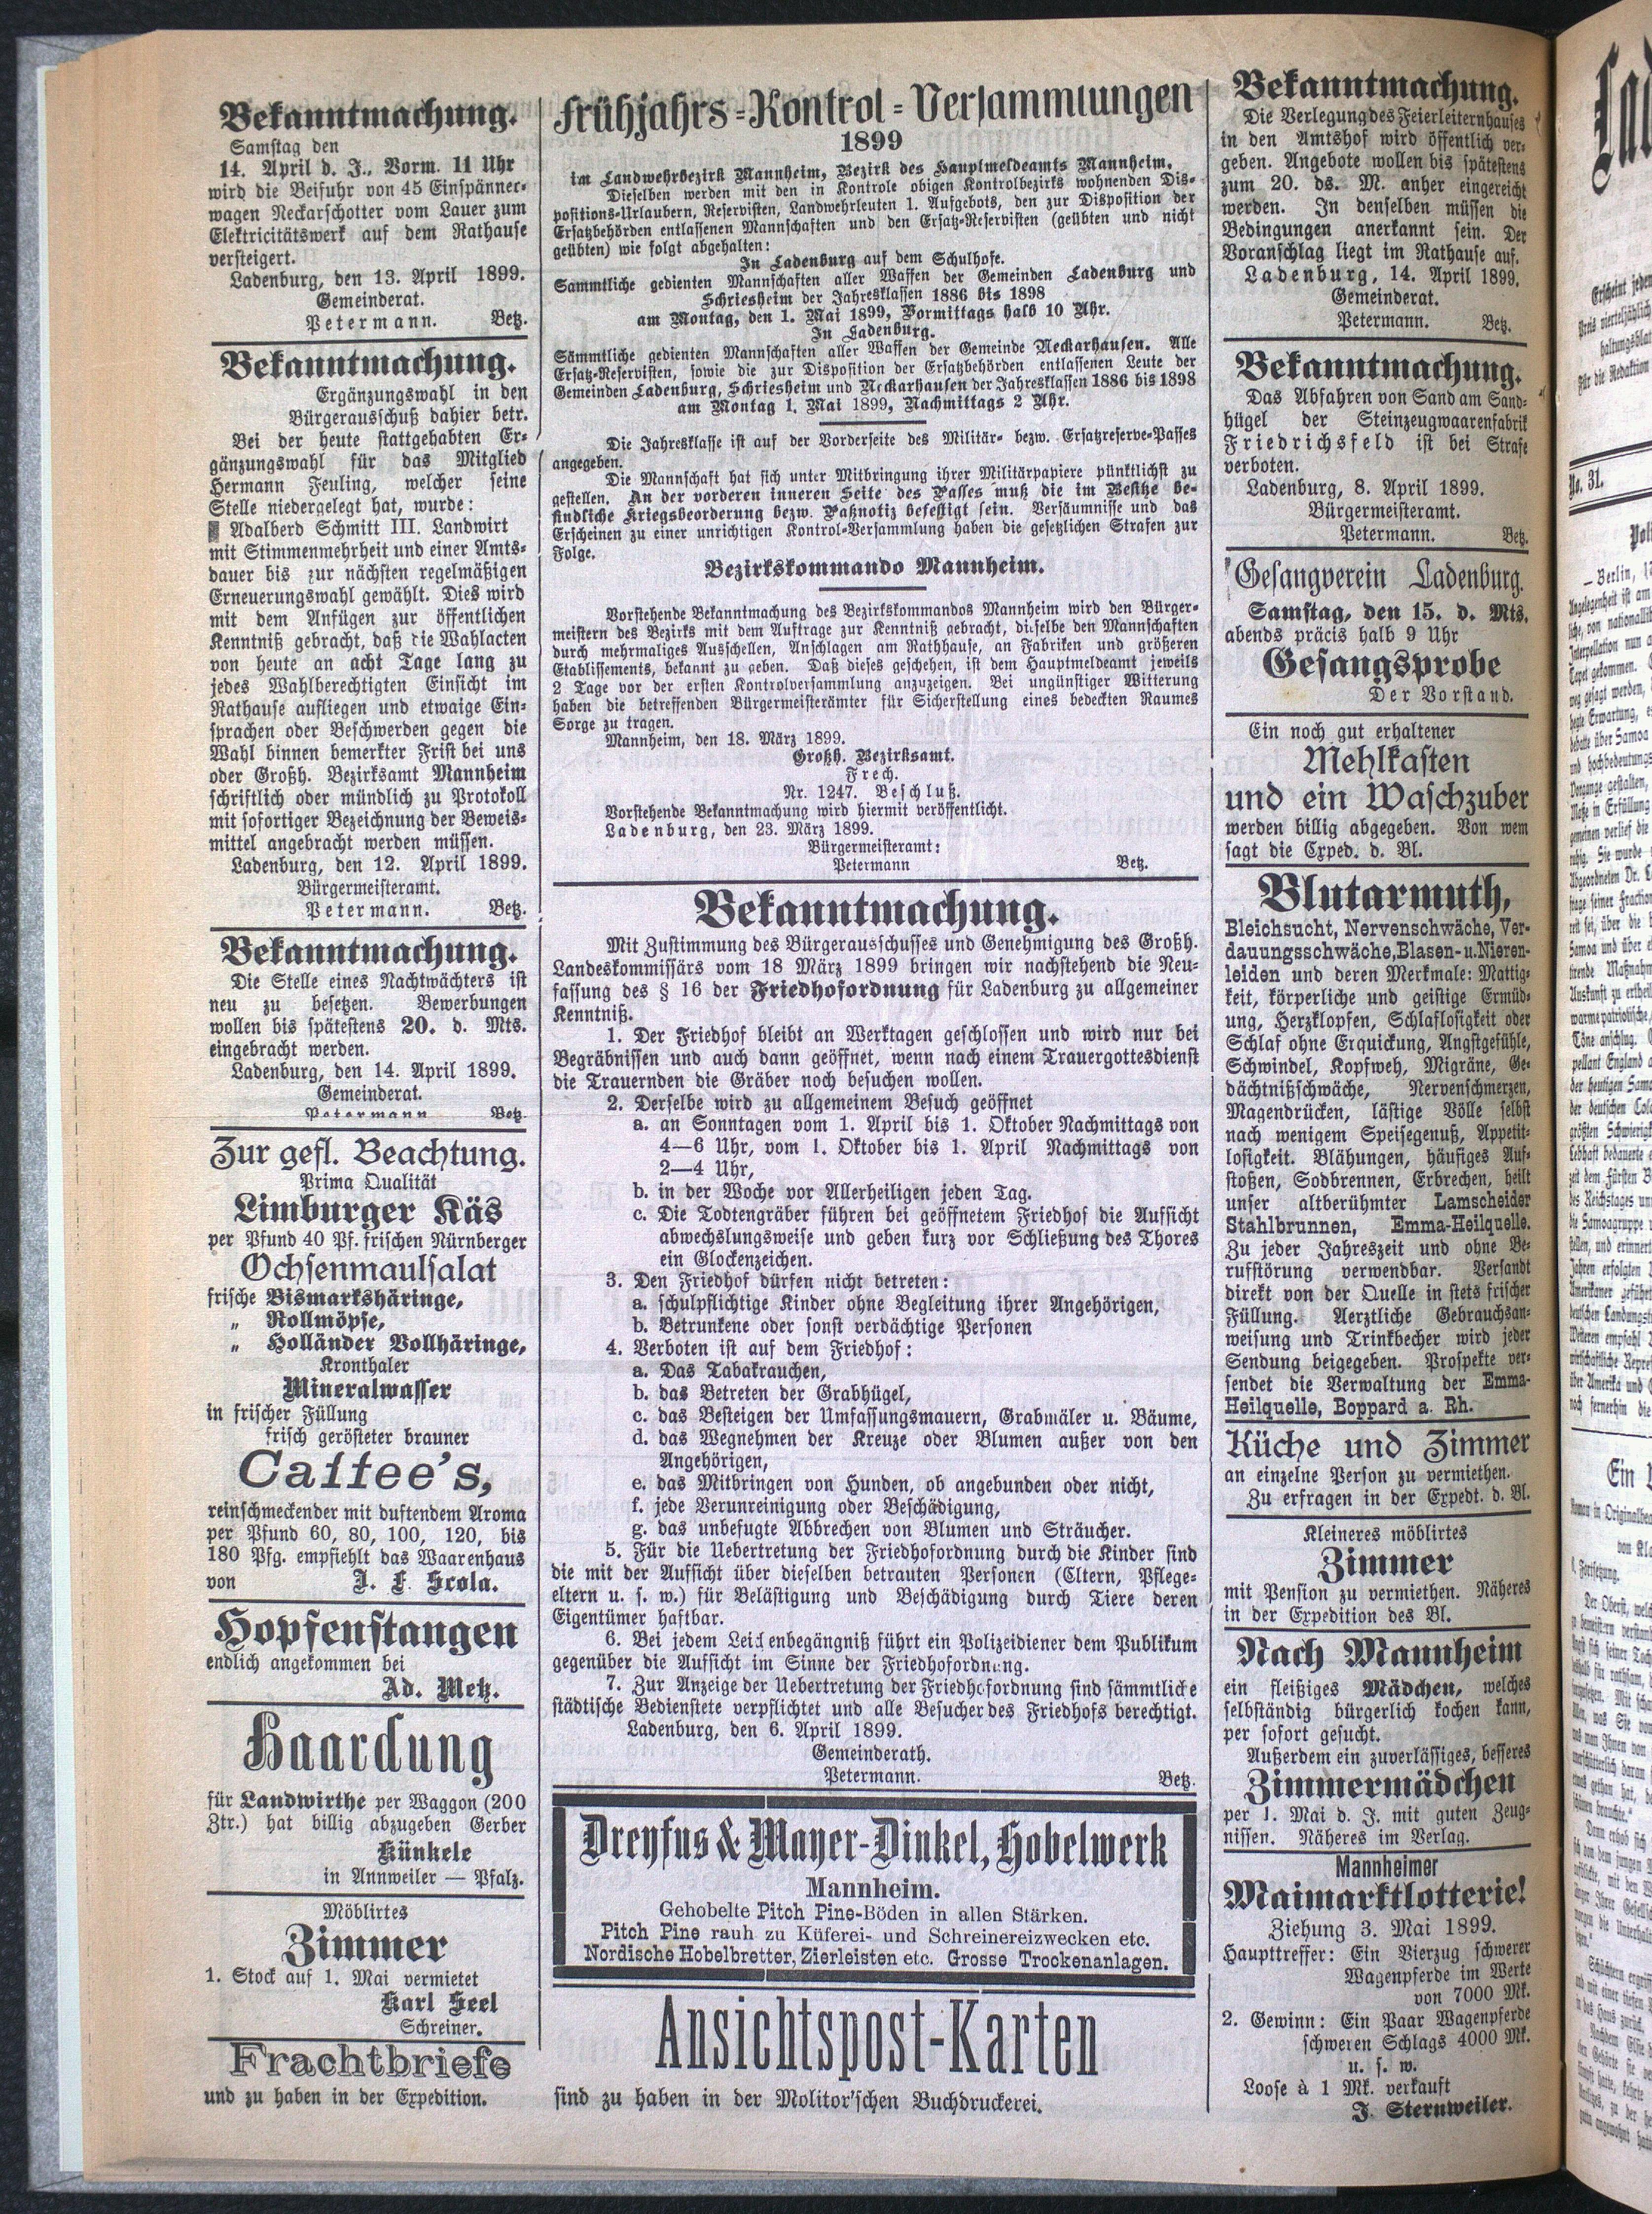 Bekanntmachung.
Samstag den
14. April d. J., Vorm. 11 Uhr
wird die Beifuhr von 45 Einspänner-
wagen Neckarschotter vom Lauer zum
Elektricitätswerk auf dem Rathause
versteigert.
Ladenburg, den 13. April 1899.
Gemeinderat.
Petermann. Betz.
Bekanntmachung.
Ergänzungswahl in den
Bürgerausschuß dahier betr.
Bei der heute stattgehabten Er-
gänzungswahl für das Mitglied
Hermann Feuling, welcher seine
Stelle niedergelegt hat, wurde:
Adalberd Schmitt III. Landwirt
mit Stimmenmehrheit und einer Amts-
dauer bis zur nächsten regelmäßigen
Erneuerungswahl gewählt. Dies wird
mit dem Anfügen zur öffentlichen
Kenntniß gebracht, daß die Wahlacten
von heute an acht Tage lang zu
jedes Wahlberechtigten Einsicht im
Rathause aufliegen und etwaige Ein-
sprachen oder Beschwerden gegen die
Wahl binnen bemerkter Frist bei uns
oder Großh. Bezirksamt Mannheim
schriftlich oder mündlich zu Protokoll
mit sofortiger Bezeichnung der Beweis-
mittel angebracht werden müssen.
Ladenburg, den 12. April 1899.
Bürgermeisteramt.
Petermann. Betz.
Bekanntmachung.
Die Stelle eines Nachtwächters ist
neu zu besetzen. Bewerbungen
wollen bis spätestens 20. d. Mts.
eingebracht werden.
Ladenburg, den 14. April 1899.
Gemeinderat.
Petermann Betz.
Zur gefl. Beachtung.
Prima Qualität
Limburger Käs
per Pfund 40 Pf. frischen Nürnberger
Ochsenmaulsalat
frische Bismarkshäringe,
„ Rollmöpse,
„ Holländer Vollhäringe,
Kronthaler
Mineralwasser
in frischer Füllung
frisch gerösteter brauner
Caffee's,
reinschmeckender mit duftendem Aroma
per Pfund 60, 80, 100, 120, bis
180 Pfg. empfiehlt das Waarenhaus
von J. F. Scola.
Hopfenstangen
endlich angekommen bei
Ad. Metz.
Haardung
für Landwirthe per Waggon (200
Ztr.) hat billig abzugeben Gerber
Künkele
in Annweiler — Pfalz.
Möblirtes
Zimmer
1. Stock auf 1. Mai vermietet
Karl Seel
Schreiner.
Frachtbriefe
und zu haben in der Expedition.
Frühjahrs-Kontrol-Versammlungen
1899
im Landwehrbezirk Mannheim, Bezirk des Hauptmeldeamts Mannheim.
Dieselben werden mit den in Kontrole obigen Kontrolbezirks wohnenden Dis-
positions-Urlaubern, Reservisten, Landwehrleuten 1. Aufgebots, den zur Disposition der
Ersatzbehörden entlassenen Mannschaften und den Ersatz-Reservisten (geübten und nicht
geübten) wie folgt abgehalten:
In Ladenburg auf dem Schulhofe.
Sammtliche gedienten Mannschaften aller Waffen der Gemeinden Ladenburg und
Schriesheim der Jahresklassen 1886 bis 1898
am Montag, den 1. Mai 1899, Vormittags halb 10 Uhr.
In Ladenburg.
Sämmtliche gedienten Mannschaften aller Waffen der Gemeinde Neckarhausen. Alle
Ersatz-Reservisten, sowie die zur Disposition der Ersatzbehörden entlassenen Leute der
Gemeinden Ladenburg, Schriesheim und Neckarhausen der Jahresklassen 1886 bis 1898
am Montag 1. Mai 1899, Nachmittags 2 Uhr.
Die Jahresklasse ist auf der Vorderseite des Militär- bezw. Ersatzreserve-Passes
angegeben.
Die Mannschaft hat sich unter Mitbringung ihrer Militärpapiere pünktlichst zu
gestellen. An der vorderen inneren Seite des Passes muß die im Besitze be-
findliche Kriegsbeorderung bezw. Paßnotiz befestigt sein. Versäumnisse und das
Erscheinen zu einer unrichtigen Kontrol-Versammlung haben die gesetzlichen Strafen zur
Folge.
Bezirkskommando Mannheim.
Vorstehende Bekanntmachung des Bezirkskommandos Mannheim wird den Bürger-
meistern des Bezirks mit dem Auftrage zur Kenntniß gebracht, dieselbe den Mannschaften
durch mehrmaliges Ausschellen, Anschlagen am Rathhause, an Fabriken und größeren
Etablissements, bekannt zu geben. Daß dieses geschehen, ist dem Hauptmeldeamt jeweils
2 Tage vor der ersten Kontrolversammlung anzuzeigen. Bei ungünstiger Witterung
haben die betreffenden Bürgermeisterämter für Sicherstellung eines bedeckten Raumes
Sorge zu tragen.
Mannheim, den 18. März 1899.
Großh. Bezirksamt.
Frech.
Nr. 1247. Beschluß.
Vorstehende Bekanntmachung wird hiermit veröffentlicht.
Ladenburg, den 23. März 1899.
Bürgermeisteramt:
Petermann Betz.
Bekanntmachung.
Mit Zustimmung des Bürgerausschusses und Genehmigung des Großh.
Landeskommissärs vom 18 März 1899 bringen wir nachstehend die Neu-
fassung des § 16 der Friedhofordnung für Ladenburg zu allgemeiner
Kenntniß.
1. Der Friedhof bleibt an Werktagen geschlossen und wird nur bei
Begräbnissen und auch dann geöffnet, wenn nach einem Trauergottesdienst
die Trauernden die Gräber noch besuchen wollen.
2. Derselbe wird zu allgemeinem Besuch geöffnet
a. an Sonntagen vom 1. April bis 1. Oktober Nachmittags von
4—6 Uhr, vom 1. Oktober bis 1. April Nachmittags von
2—4 Uhr,
b. in der Woche vor Allerheiligen jeden Tag.
c. Die Todtengräber führen bei geöffnetem Friedhof die Aufsicht
abwechslungsweise und geben kurz vor Schließung des Thores
ein Glockenzeichen.
3. Den Friedhof dürfen nicht betreten:
a. schulpflichtige Kinder ohne Begleitung ihrer Angehörigen,
b. Betrunkene oder sonst verdächtige Personen
4. Verboten ist auf dem Friedhof:
a. Das Tabakrauchen,
b. das Betreten der Grabhügel,
c. das Besteigen der Umfassungsmauern, Grabmäler u. Bäume,
d. das Wegnehmen der Kreuze oder Blumen außer von den
Angehörigen,
e. das Mitbringen von Hunden, ob angebunden oder nicht,
f. jede Verunreinigung oder Beschädigung,
g. das unbefugte Abbrechen von Blumen und Sträucher.
5. Für die Uebertretung der Friedhofordnung durch die Kinder sind
die mit der Aufsicht über dieselben betrauten Personen (Eltern, Pflege-
eltern u. s. w.) für Belästigung und Beschädigung durch Tiere deren
Eigentümer haftbar.
6. Bei jedem Leichenbegängniß führt ein Polizeidiener dem Publikum
gegenüber die Aufsicht im Sinne der Friedhofordnung.
7. Zur Anzeige der Uebertretung der Friedhofordnung sind sämmtliche
städtische Bedienstete verpflichtet und alle Besucher des Friedhofs berechtigt.
Ladenburg, den 6. April 1899.
Gemeinderath.
Petermann. Betz.
Dreyfus & Mayer-Dinkel, Hobelwerk
Mannheim.
Gehobelte Pitch Pine-Böden in allen Stärken.
Pitch Pine rauh zu Küferei- und Schreinereizwecken etc.
Nordische Hobelbretter, Zierleisten etc. Grosse Trockenanlagen.
Ansichtspost-Karten
sind zu haben in der Molitor'schen Buchdruckerei.
Bekanntmachung.
Die Verlegung des Feierleiternhauses
in den Amtshof wird öffentlich ver-
geben. Angebote wollen bis spätestens
zum 20. ds. M. anher eingereicht
werden. In denselben müssen die
Bedingungen anerkannt sein. Der
Voranschlag liegt im Rathause auf.
Ladenburg, 14. April 1899.
Gemeinderat.
Petermann. Betz.
Bekanntmachung.
Das Abfahren von Sand am Sand-
hügel der Steinzeugwaarenfabrik
Friedrichsfeld ist bei Strafe
verboten.
Ladenburg, 8. April 1899.
Bürgermeisteramt.
Petermann. Betz.
Gesangverein Ladenburg.
Samstag, den 15. d. Mts.
abends präcis halb 9 Uhr
Gesangsprobe
Der Vorstand.
Ein noch gut erhaltener
Mehlkasten
und ein Waschzuber
werden billig abgegeben. Von wem
sagt die Exped. d. Bl.
Blutarmuth,
Bleichsucht, Nervenschwäche, Ver-
dauungsschwäche, Blasen- u. Nieren-
leiden und deren Merkmale: Mattig-
keit, körperliche und geistige Ermüd-
ung, Herzklopfen, Schlaflosigkeit oder
Schlaf ohne Erquickung, Angstgefühle,
Schwindel, Kopfweh, Migräne, Ge-
dächtnißschwäche, Nervenschmerzen,
Magendrücken, lästige Völle selbst
nach wenigem Speisegenuß, Appetit-
losigkeit. Blähungen, häufiges Auf-
stoßen, Sodbrennen, Erbrechen, heilt
unser altberühmter Lamscheider
Stahlbrunnen, Emma-Heilquelle.
Zu jeder Jahreszeit und ohne Be-
rufstörung verwendbar. Versandt
direkt von der Quelle in stets frischer
Füllung. Aerztliche Gebrauchsan-
weisung und Trinkbecher wird jeder
Sendung beigegeben. Prospekte ver-
sendet die Verwaltung der Emma-
Heilquelle, Boppard a. Rh.
Küche und Zimmer
an einzelne Person zu vermiethen.
Zu erfragen in der Expedt. d. Bl.
Kleineres möblirtes
Zimmer
mit Pension zu vermiethen. Näheres
in der Expedition des Bl.
Nach Mannheim
ein fleißiges Mädchen, welches
selbständig bürgerlich kochen kann,
per sofort gesucht.
Außerdem ein zuverlässiges, besseres
Zimmermädchen
per 1. Mai d. J. mit guten Zeug-
nissen. Näheres im Verlag.
Mannheimer
Maimarktlotterie!
Ziehung 3. Mai 1899.
Haupttreffer: Ein Vierzug schwerer
Wagenpferde im Werte
von 7000 Mk.
2. Gewinn: Ein Paar Wagenpferde
schweren Schlags 4000 Mk.
u. s. w.
Loose à 1 Mk. verkauft
J. Sternweiler.
Lad
Erscheint jeden
Preis vierteljährlich
Für die Redaktion
No. 31.
— Berlin,